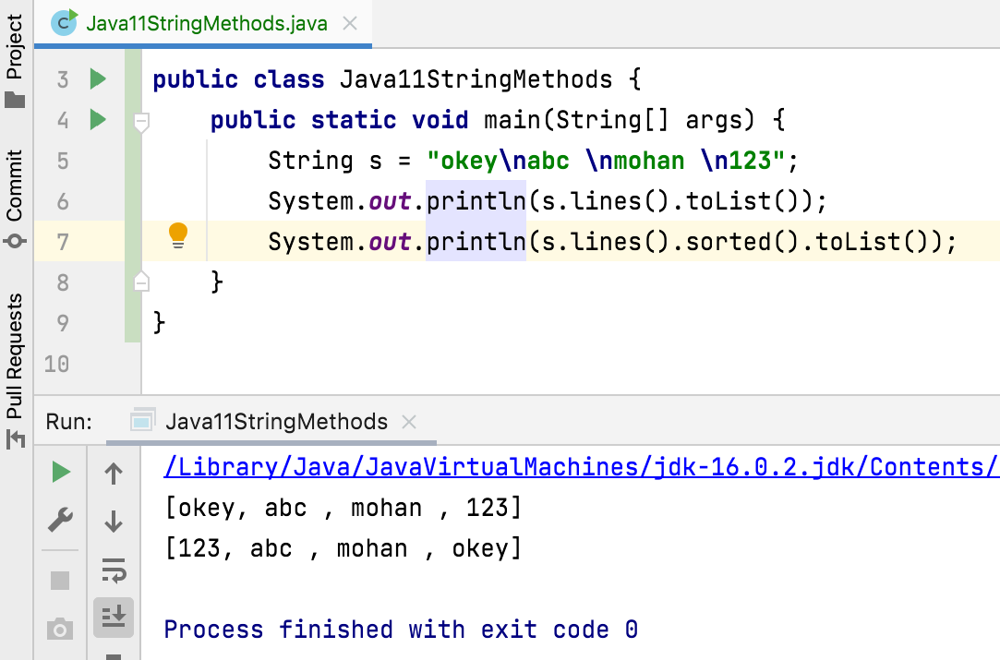 Java11StringMethods.java
Project
Commit
Pull Requests
3 public class Java11StringMethods {
4     public static void main(String[] args) {
5         String s = "okey\nabc \nmohan \n123";
6         System.out.println(s.lines().toList());
7         System.out.println(s.lines().sorted().toList());
8     }
9 }
10
Run: Java11StringMethods
/Library/Java/JavaVirtualMachines/jdk-16.0.2.jdk/Contents/
[okey, abc , mohan , 123]
[123, abc , mohan , okey]
Process finished with exit code 0